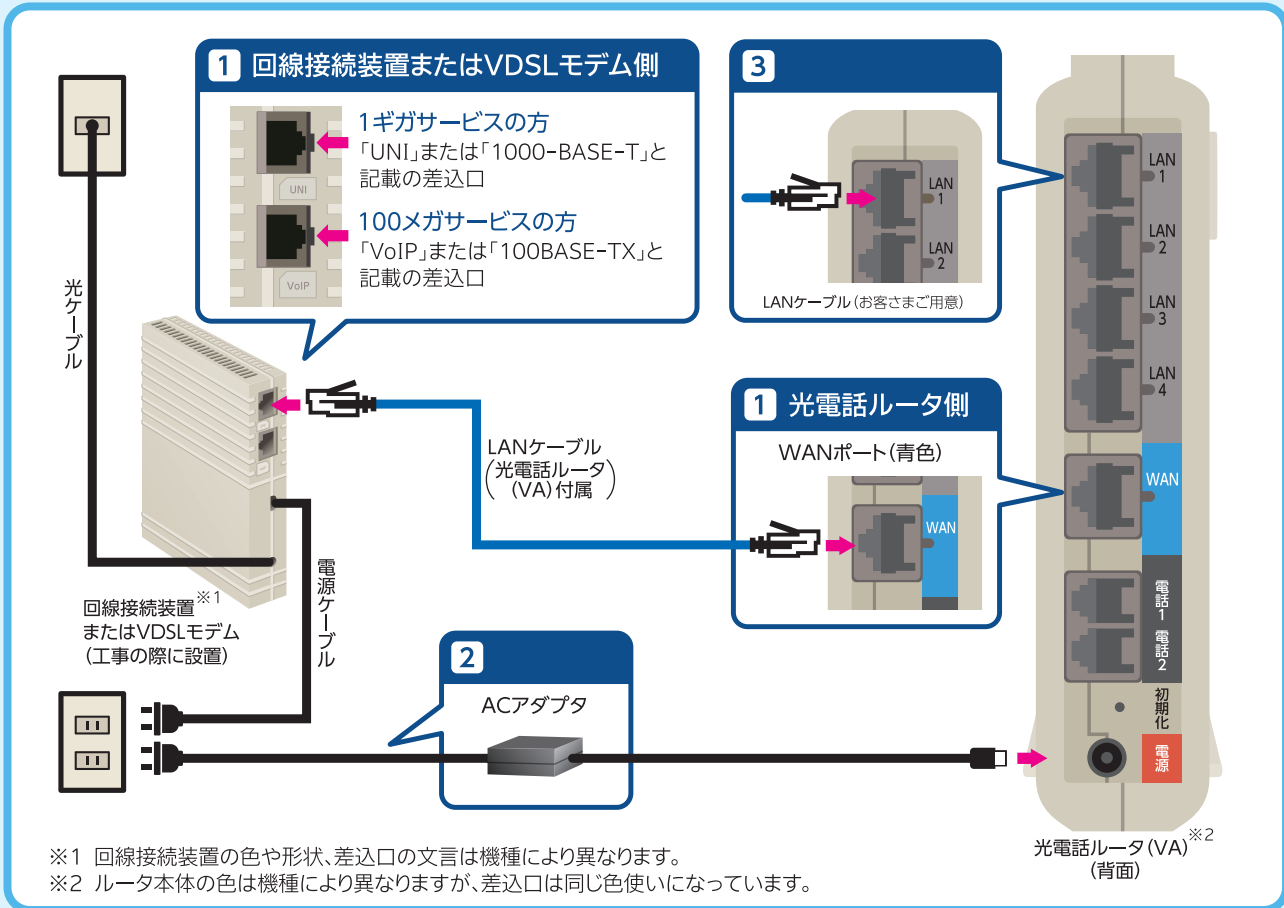 1 回線接続装置またはVDSLモデム側
1ギガサービスの方
「UNI」または「1000-BASE-T」と
記載の差込口
UNI
100メガサービスの方
「VoIP」または「100BASE-TX」と
記載の差込口
VoIP
3
LAN
1
LAN
2
LANケーブル(お客さまご用意)
LAN
1
LAN
2
LAN
3
LAN
4
WAN
電話1
電話2
初期化
電源
光ケーブル
LANケーブル
(光電話ルータ
(VA)付属)
1 光電話ルータ側
WANポート(青色)
WAN
回線接続装置※1
またはVDSLモデム
(工事の際に設置)
電源ケーブル
2
ACアダプタ
光電話ルータ(VA)※2
(背面)
※1 回線接続装置の色や形状、差込口の文言は機種により異なります。
※2 ルータ本体の色は機種により異なりますが、差込口は同じ色使いになっています。